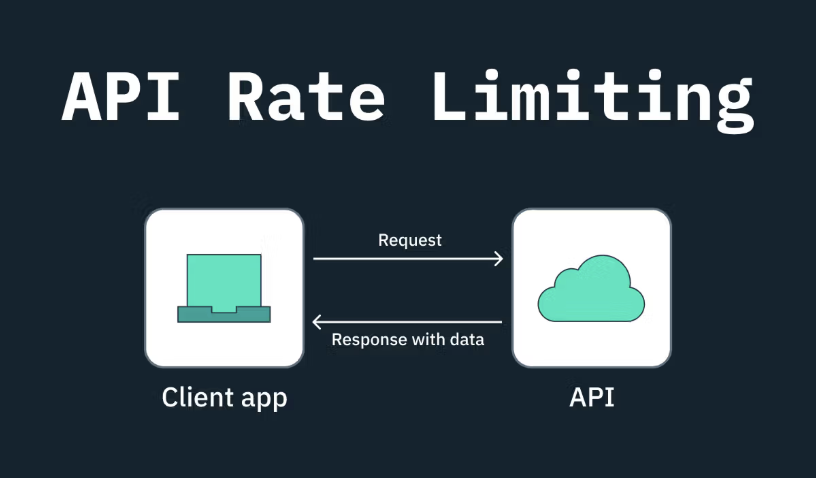 API Rate Limiting
Request
Response with data
Client app
API